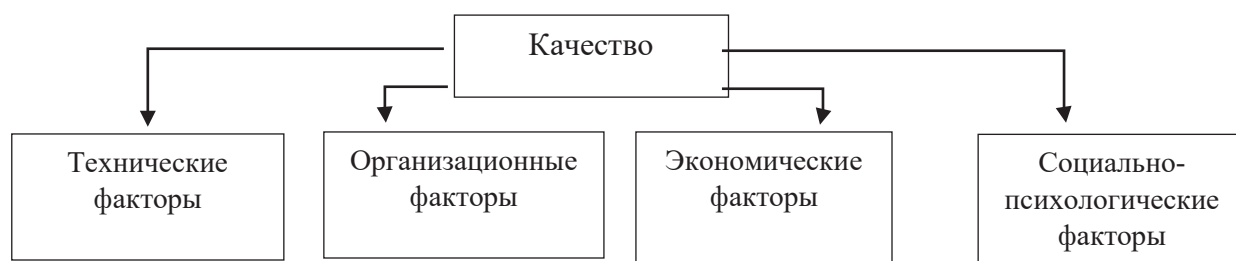 Качество
Технические
факторы
Организационные
факторы
Экономические
факторы
Социально-
психологические
факторы